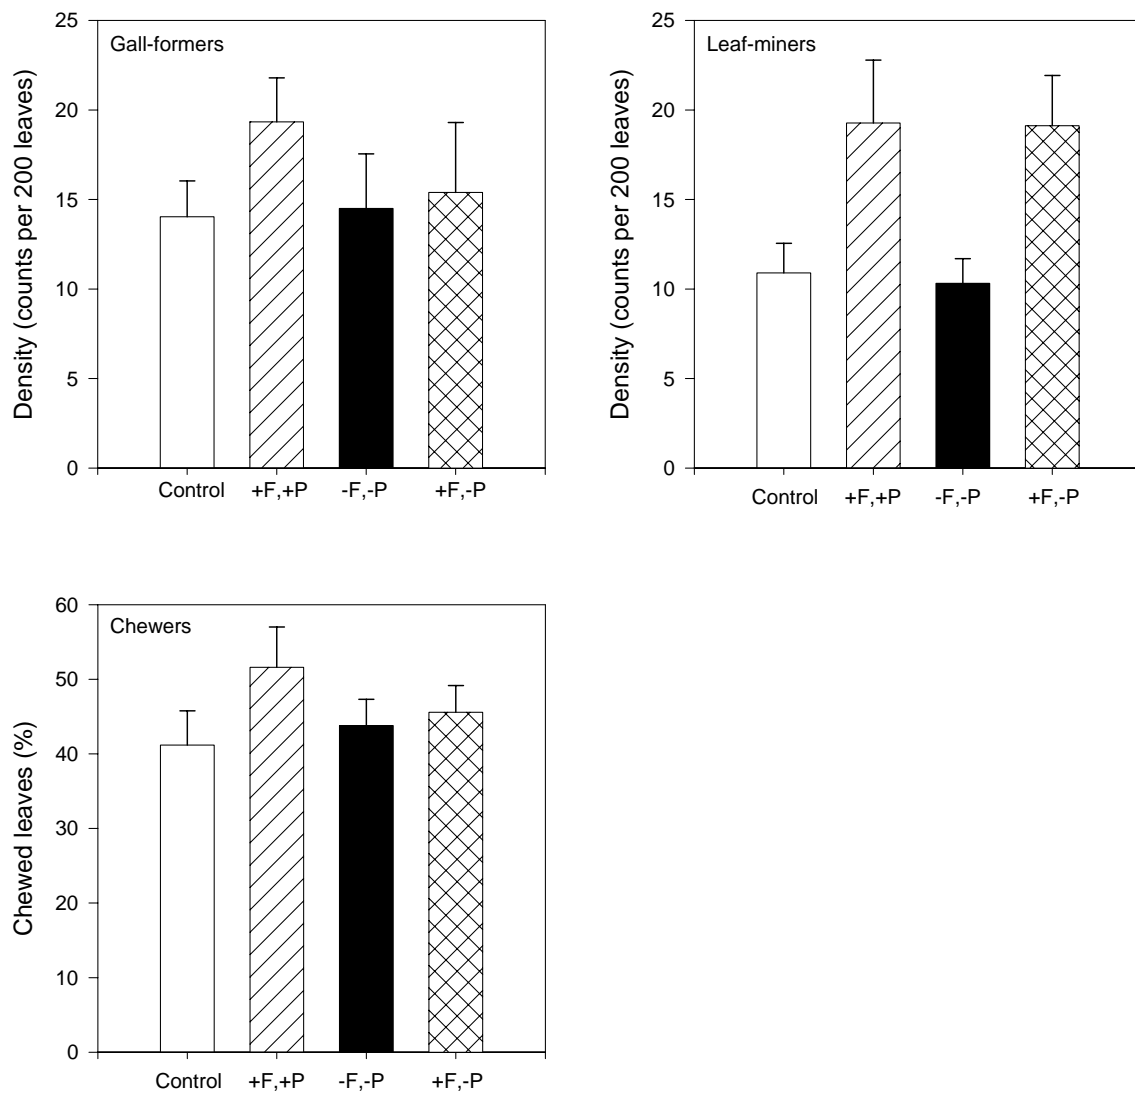 Gall-formers
Density (counts per 200 leaves)
25
20
15
10
5
0
Control +F,+P -F,-P +F,-P
Leaf-miners
Density (counts per 200 leaves)
25
20
15
10
5
0
Control +F,+P -F,-P +F,-P
Chewers
Chewed leaves (%)
60
50
40
30
20
10
0
Control +F,+P -F,-P +F,-P